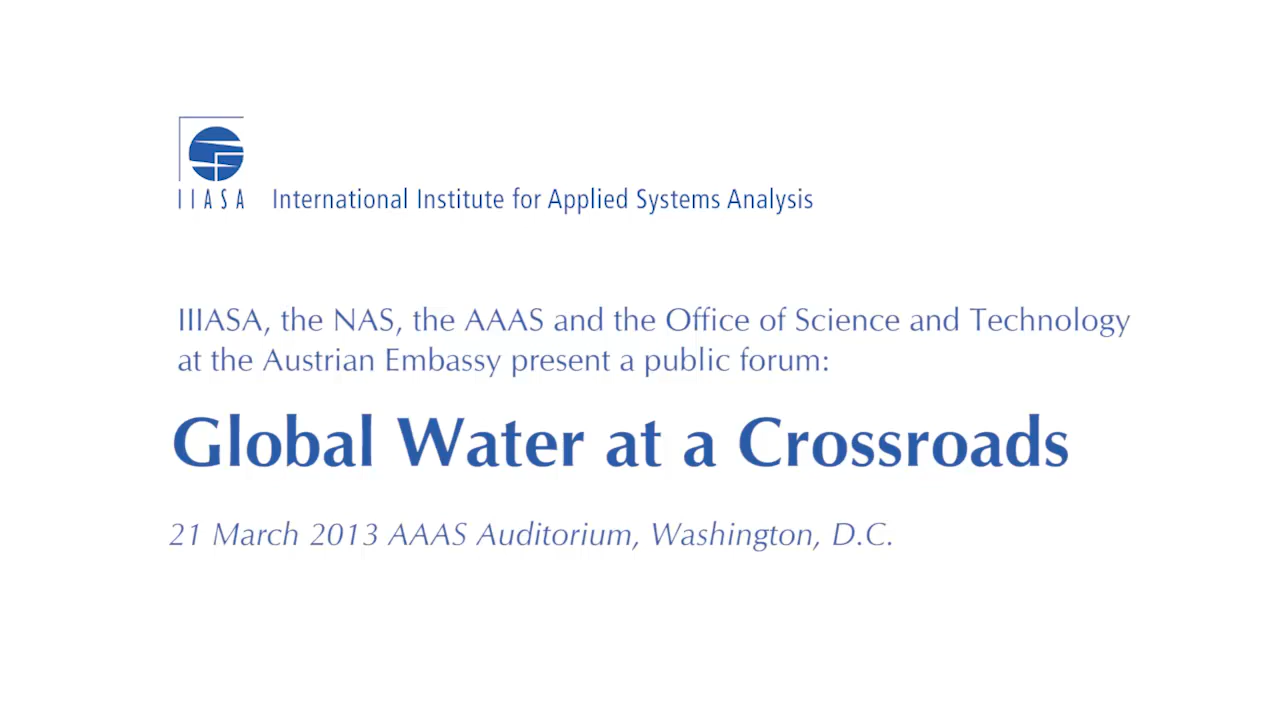 IIASA International Institute for Applied Systems Analysis
IIIASA, the NAS, the AAAS and the Office of Science and Technology
at the Austrian Embassy present a public forum:
Global Water at a Crossroads
21 March 2013 AAAS Auditorium, Washington, D.C.